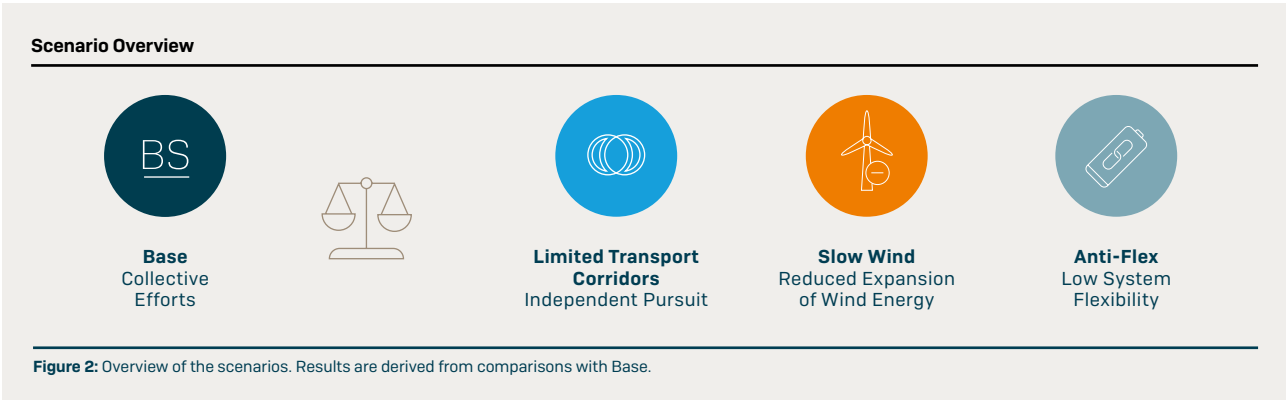 Scenario Overview
BS
Base
Collective
Efforts
Limited Transport
Corridors
Independent Pursuit
Slow Wind
Reduced Expansion
of Wind Energy
Anti-Flex
Low System
Flexibility
Figure 2: Overview of the scenarios. Results are derived from comparisons with Base.